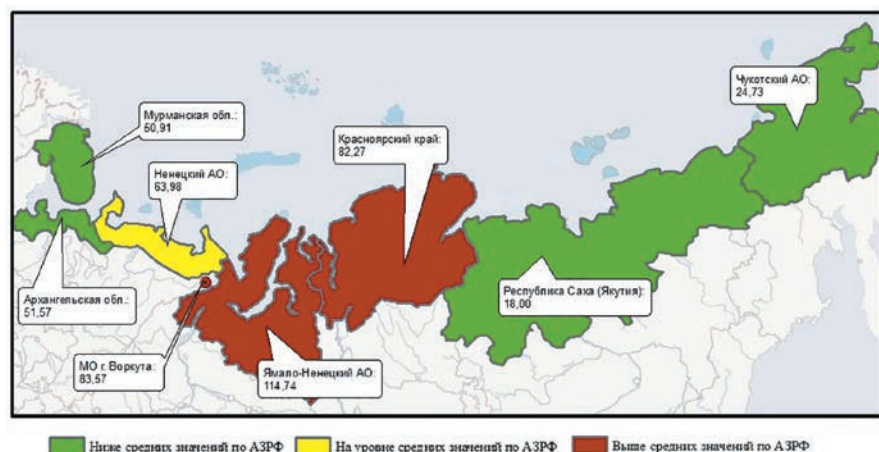 Чукотский АО:
24,73
Мурманская обл.:
50,91
Красноярский край:
82,27
Ненецкий АО:
63,98
Республика Саха (Якутия):
18,00
Архангельская обл.:
51,57
МО г. Воркута:
83,57
Ямало-Ненецкий АО:
114,74
Ниже средних значений по АЗРФ
На уровне средних значений по АЗРФ
Выше средних значений по АЗРФ